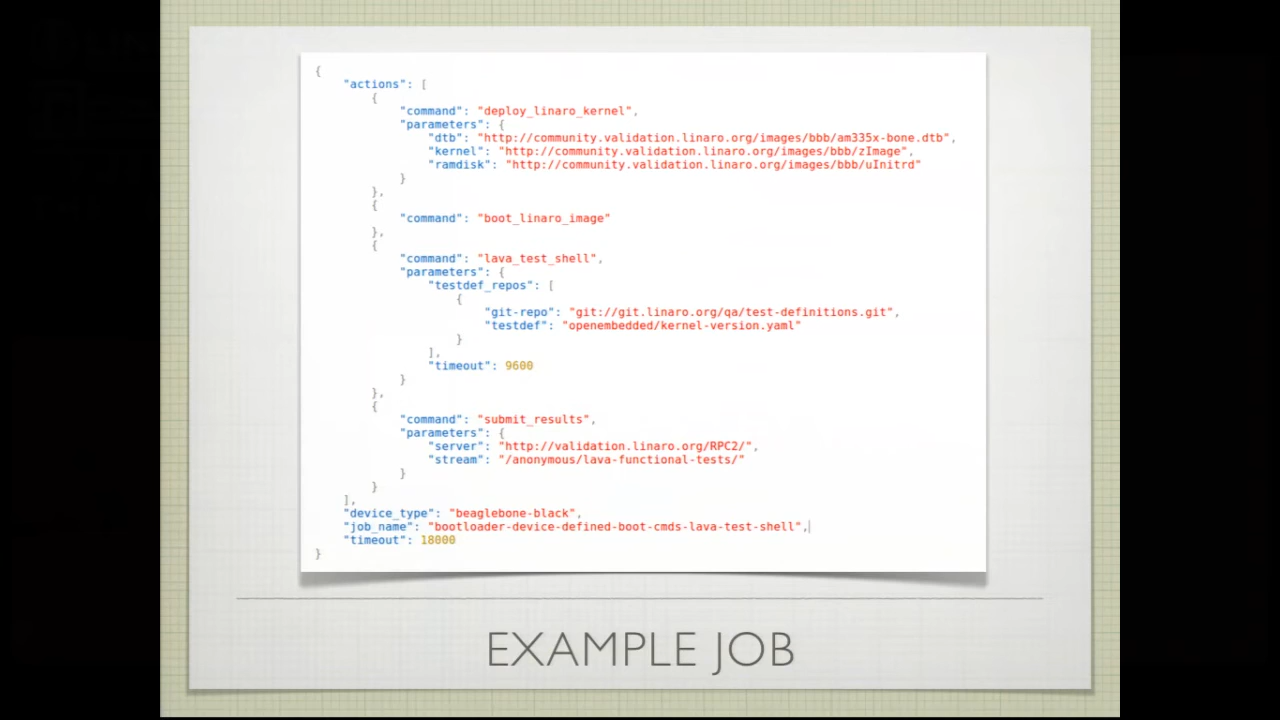 {
"actions": [
{
"command": "deploy_linaro_kernel",
"parameters": {
"dtb": "http://community.validation.linaro.org/images/bbb/am335x-bone.dtb",
"kernel": "http://community.validation.linaro.org/images/bbb/zImage",
"ramdisk": "http://community.validation.linaro.org/images/bbb/uInitrd"
}
},
{
"command": "boot_linaro_image"
},
{
"command": "lava_test_shell",
"parameters": {
"testdef_repos": [
{
"git-repo": "git://git.linaro.org/qa/test-definitions.git",
"testdef": "openembedded/kernel-version.yaml"
}
],
"timeout": 9600
}
},
{
"command": "submit_results",
"parameters": {
"server": "http://validation.linaro.org/RPC2/",
"stream": "/anonymous/lava-functional-tests/"
}
}
],
"device_type": "beaglebone-black",
"job_name": "bootloader-device-defined-boot-cmds-lava-test-shell",
"timeout": 18000
}
EXAMPLE JOB